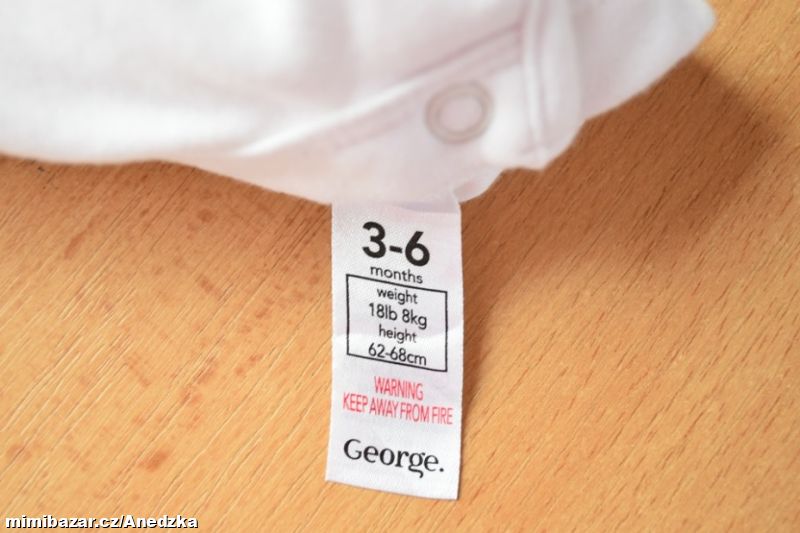 3-6
months
weight
18lb 8kg
height
62-68cm
WARNING
KEEP AWAY FROM FIRE
George.
mimibazar.cz/Anedzka